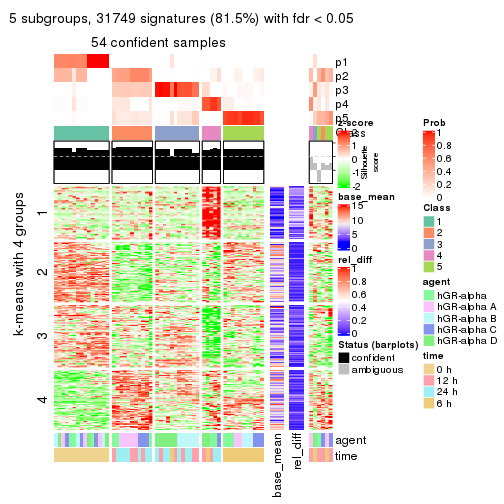 5 subgroups, 31749 signatures (81.5%) with fdr < 0.05
54 confident samples
p1
p2
p3
p4
p5
Class
Silhouette
score
1
2
3
4
k-means with 4 groups
agent
time
base_mean
rel_diff
z-score
2
1
0
-1
-2
base_mean
15
10
5
0
rel_diff
1
0.8
0.6
0.4
0.2
0
Status (barplots)
confident
ambiguous
Prob
1
0.8
0.6
0.4
0.2
0
Class
1
2
3
4
5
agent
hGR-alpha
hGR-alpha A
hGR-alpha B
hGR-alpha C
hGR-alpha D
time
0 h
12 h
24 h
6 h